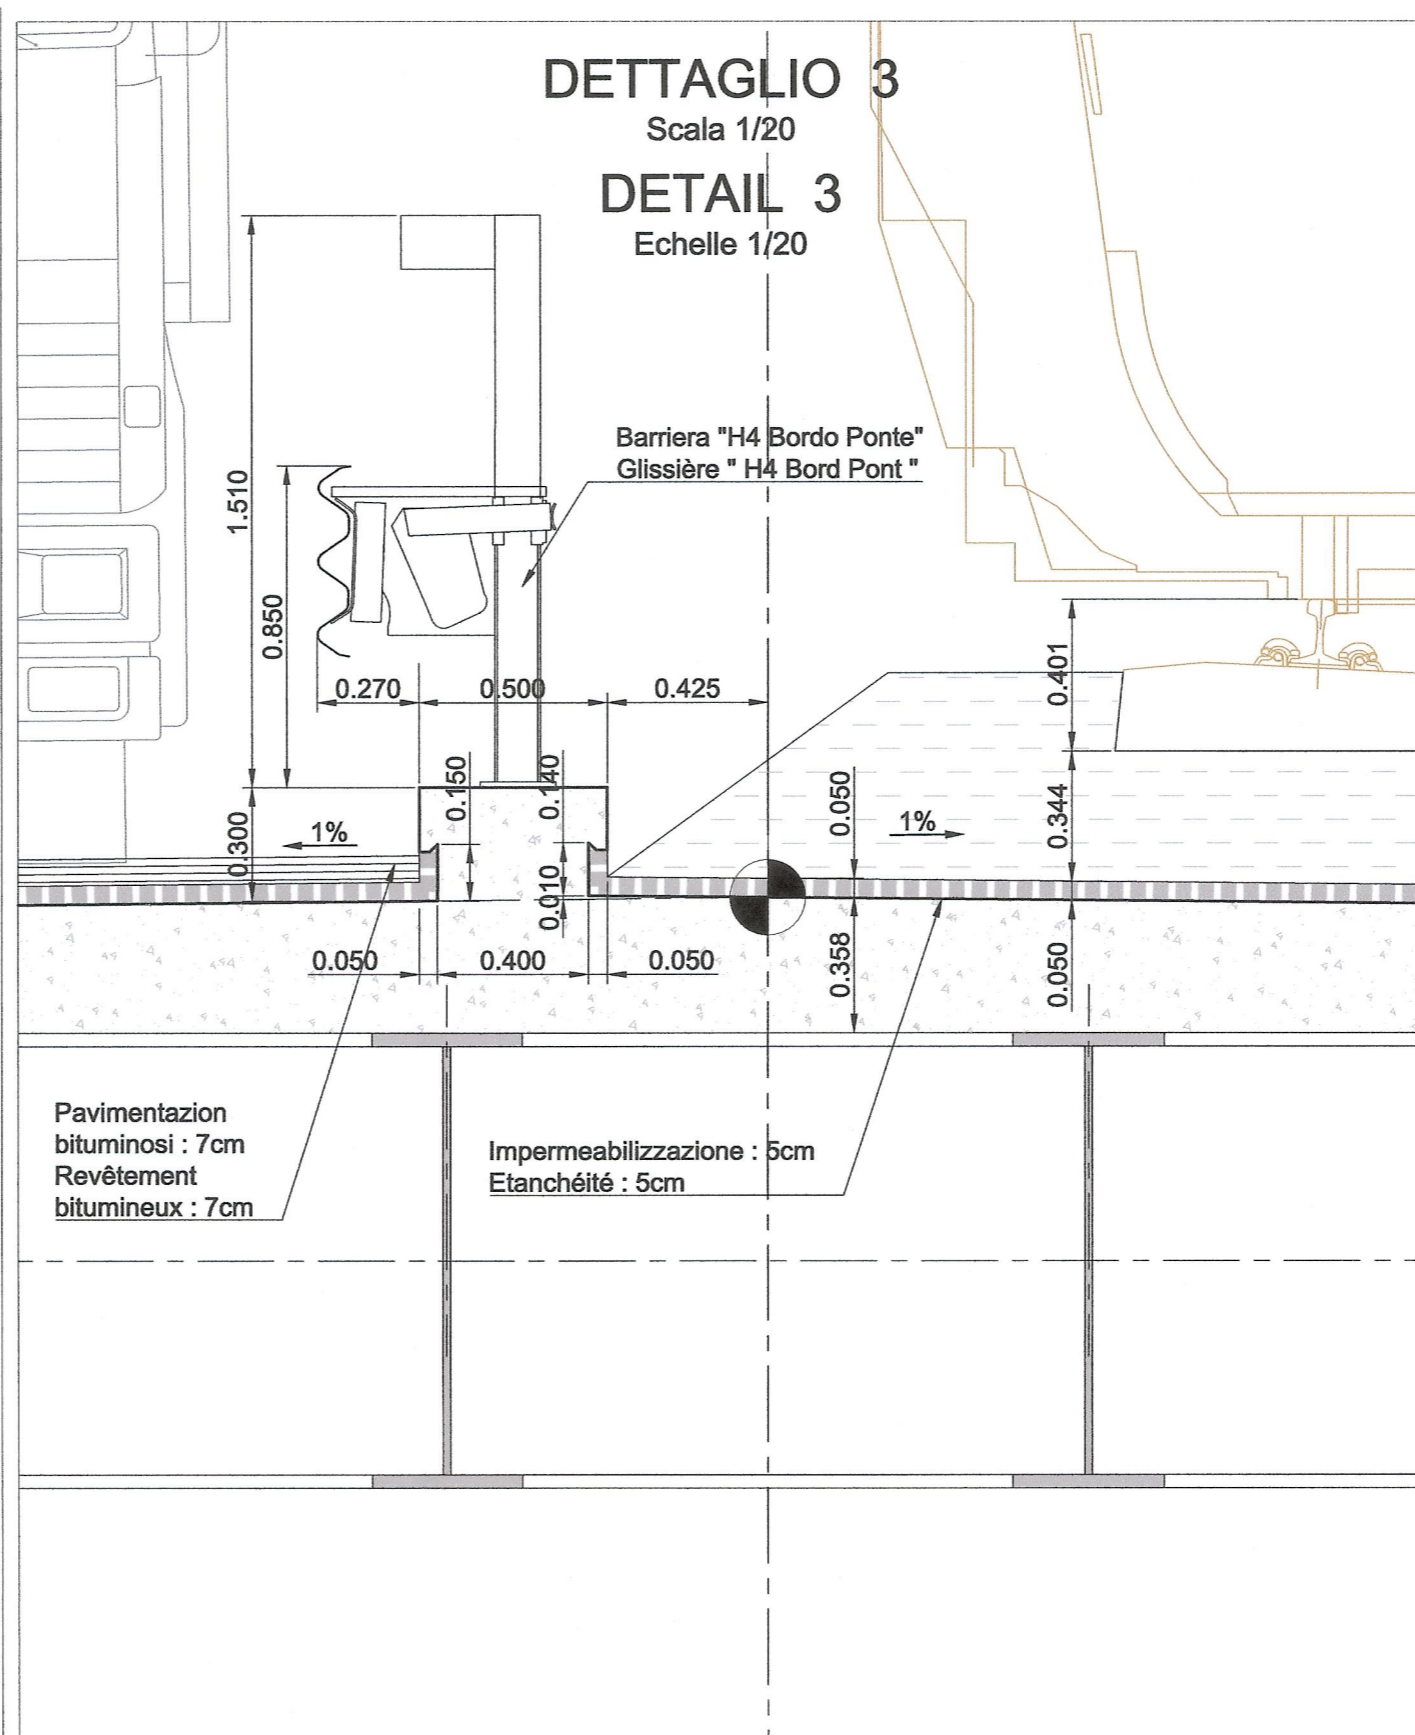 DETTAGLIO 3
Scala 1/20
DETAIL 3
Echelle 1/20
Barriera "H4 Bordo Ponte"
Glissière " H4 Bord Pont "
1.510
0.850
0.401
0.270
0.500
0.425
0.150
0.140
0.050
0.344
0.300
1%
1%
0.010
0.050
0.400
0.050
0.358
0.050
Pavimentazion
bituminosi : 7cm
Revêtement
bitumineux : 7cm
Impermeabilizzazione : 5cm
Etanchéité : 5cm